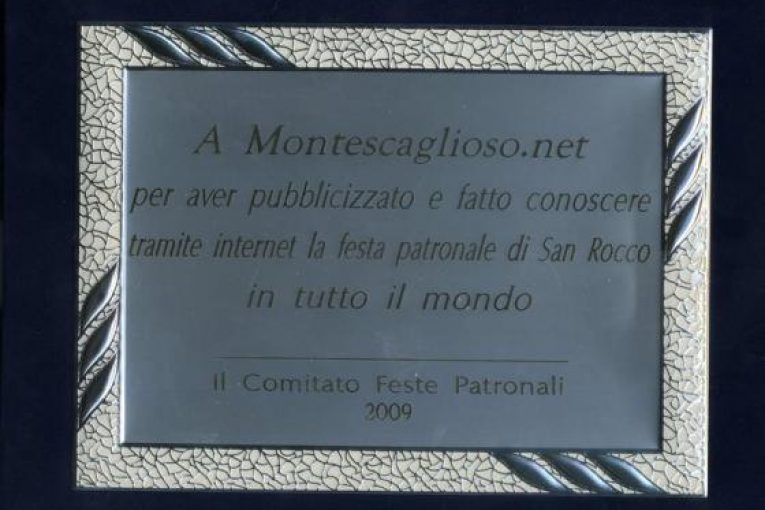 A Montescaglioso.net
per aver pubblicizzato e fatto conoscere
tramite internet la festa patronale di San Rocco
in tutto il mondo
Il Comitato Feste Patronali
2009